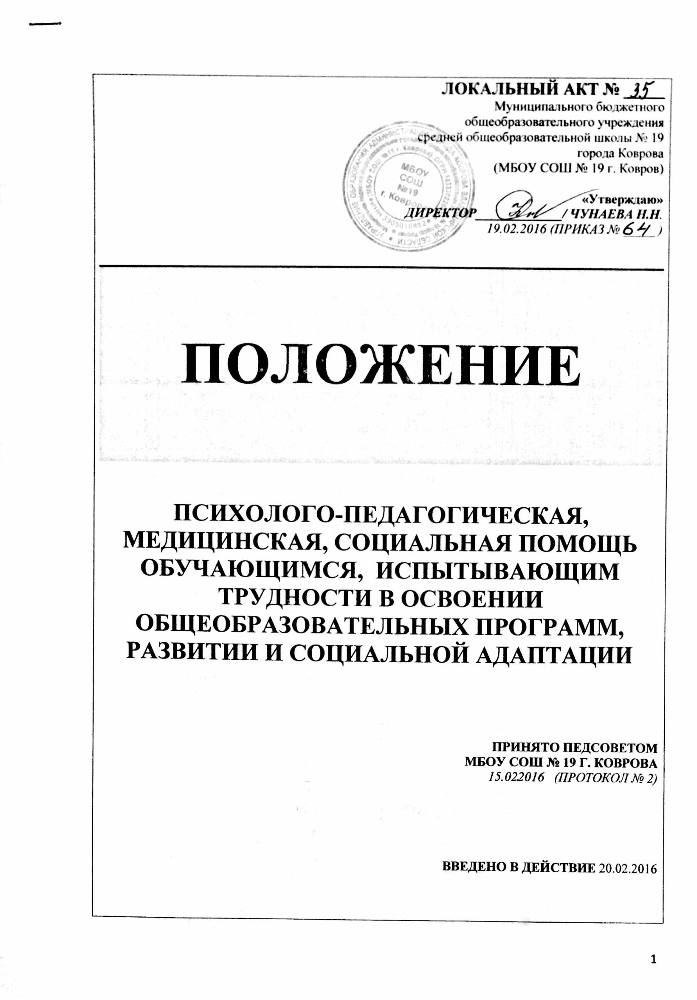 ЛОКАЛЬНЫЙ АКТ № 35
Муниципального бюджетного
общеобразовательного учреждения
средней общеобразовательной школы № 19
города Коврова
(МБОУ СОШ № 19 г. Ковров)
МБОУ
СОШ
№19
г. Коврова
«Утверждаю»
ДИРЕКТОР / ЧУНАЕВА Н.Н.
19.02.2016 (ПРИКАЗ № 64 )
ПОЛОЖЕНИЕ
ПСИХОЛОГО-ПЕДАГОГИЧЕСКАЯ,
МЕДИЦИНСКАЯ, СОЦИАЛЬНАЯ ПОМОЩЬ
ОБУЧАЮЩИМСЯ, ИСПЫТЫВАЮЩИМ
ТРУДНОСТИ В ОСВОЕНИИ
ОБЩЕОБРАЗОВАТЕЛЬНЫХ ПРОГРАММ,
РАЗВИТИИ И СОЦИАЛЬНОЙ АДАПТАЦИИ
ПРИНЯТО ПЕДСОВЕТОМ
МБОУ СОШ № 19 Г. КОВРОВА
15.022016 (ПРОТОКОЛ № 2)
ВВЕДЕНО В ДЕЙСТВИЕ 20.02.2016
1